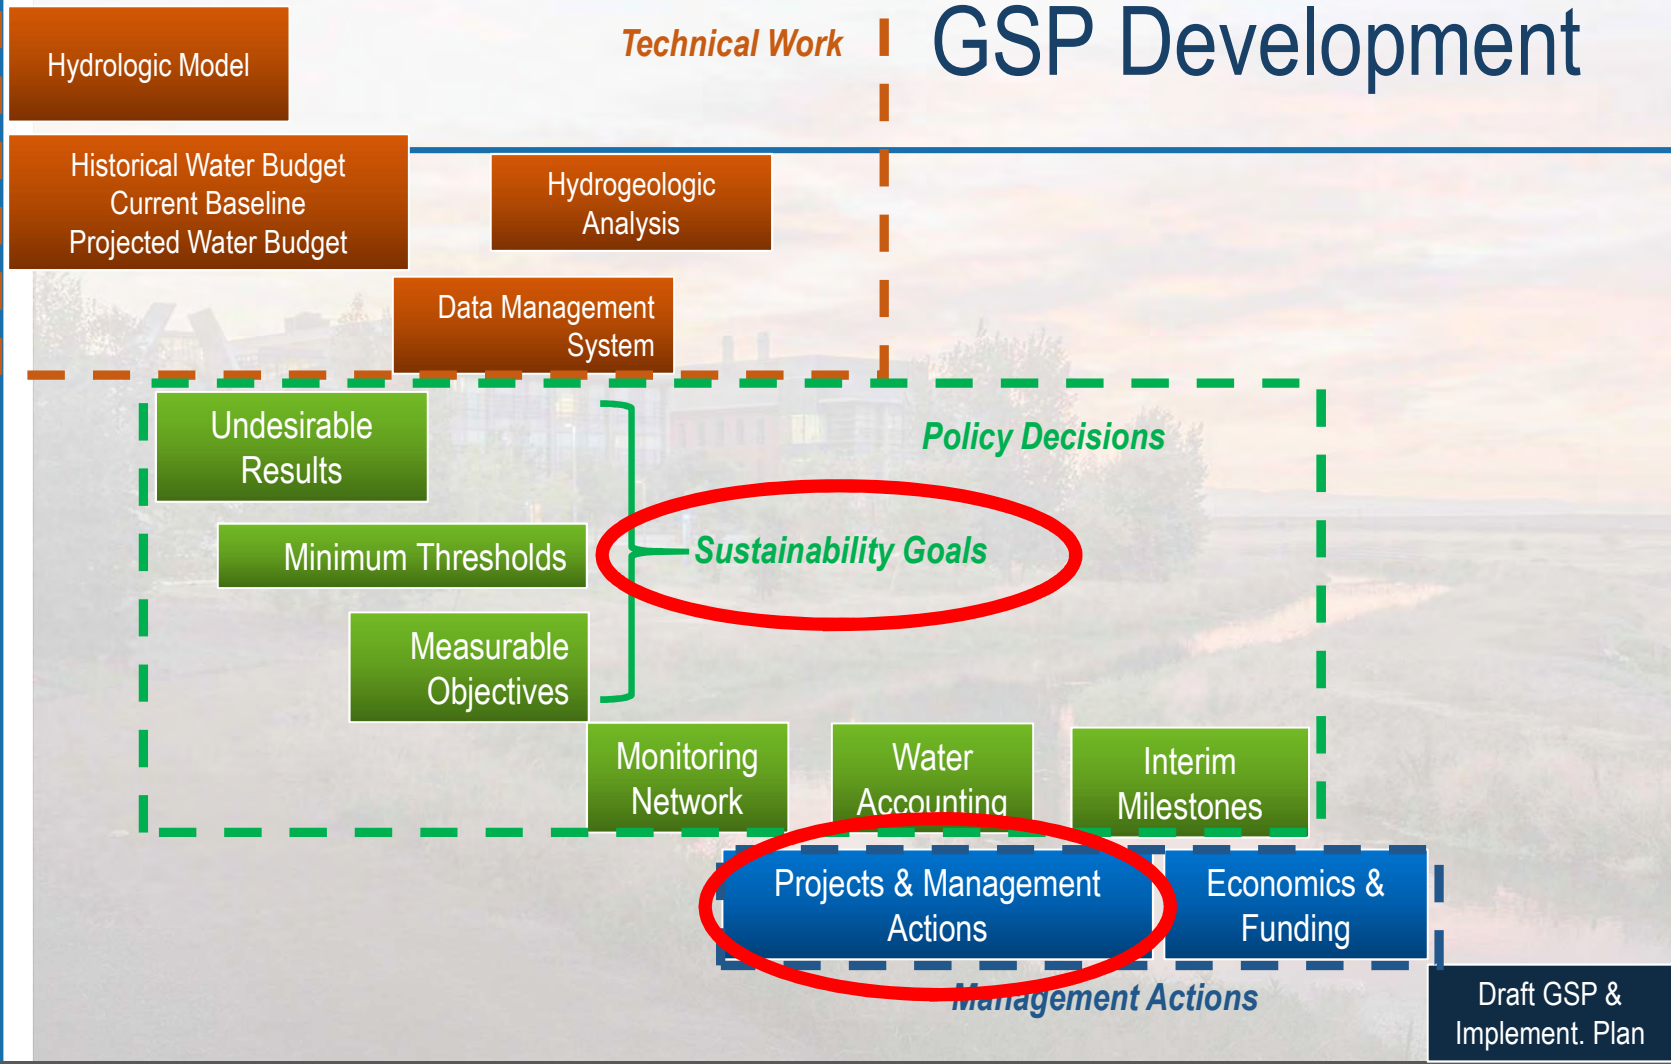 GSP Development
Technical Work
Hydrologic Model
Historical Water Budget
Current Baseline
Projected Water Budget
Hydrogeologic
Analysis
Data Management
System
Undesirable
Results
Policy Decisions
Minimum Thresholds
Sustainability Goals
Measurable
Objectives
Monitoring
Network
Water
Accounting
Interim
Milestones
Projects & Management
Actions
Economics &
Funding
Management Actions
Draft GSP &
Implement. Plan